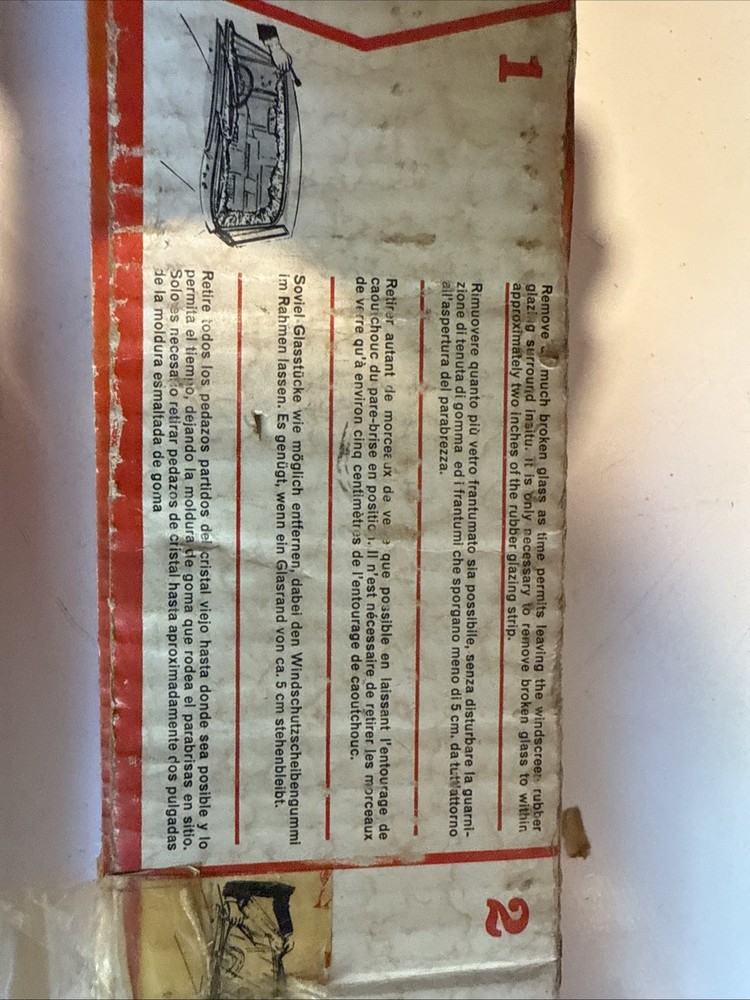 1
Remove much broken glass as time permits leaving the windscreen rubber
glazing surround insitu. It is only necessary to remove broken glass to within
approximately two inches of the rubber glazing strip.
Rimuovere quanto più vetro frantumato sia possibile, senza disturbare la guarni-
zione di tenuta di gomma ed i frantumi che sporgano meno di 5 cm. da tutt'attorno
all'aspertura del parabrezza.
Retirer autant de morceaux de que possible en laissant l'entourage de
caoutchouc du pare-brise en position. Il n'est nécessaire de retirer les morceaux
de verre qu'à environ cinq centimètres de l'entourage de caoutchouc.
Soviel Glasstücke wie möglich entfernen, dabei den Windschutzscheibengummi
im Rahmen lassen. Es genügt, wenn ein Glasrand von ca. 5 cm stehenbleibt.
Retire todos los pedazos partidos del cristal viejo hasta donde sea posible y lo
permita el tiempo, dejando la moldura de goma que rodea el parabrisas en sitio.
Solo es necesario retirar pedazos de cristal hasta aproximadamente dos pulgadas
de la moldura esmaltada de goma
2